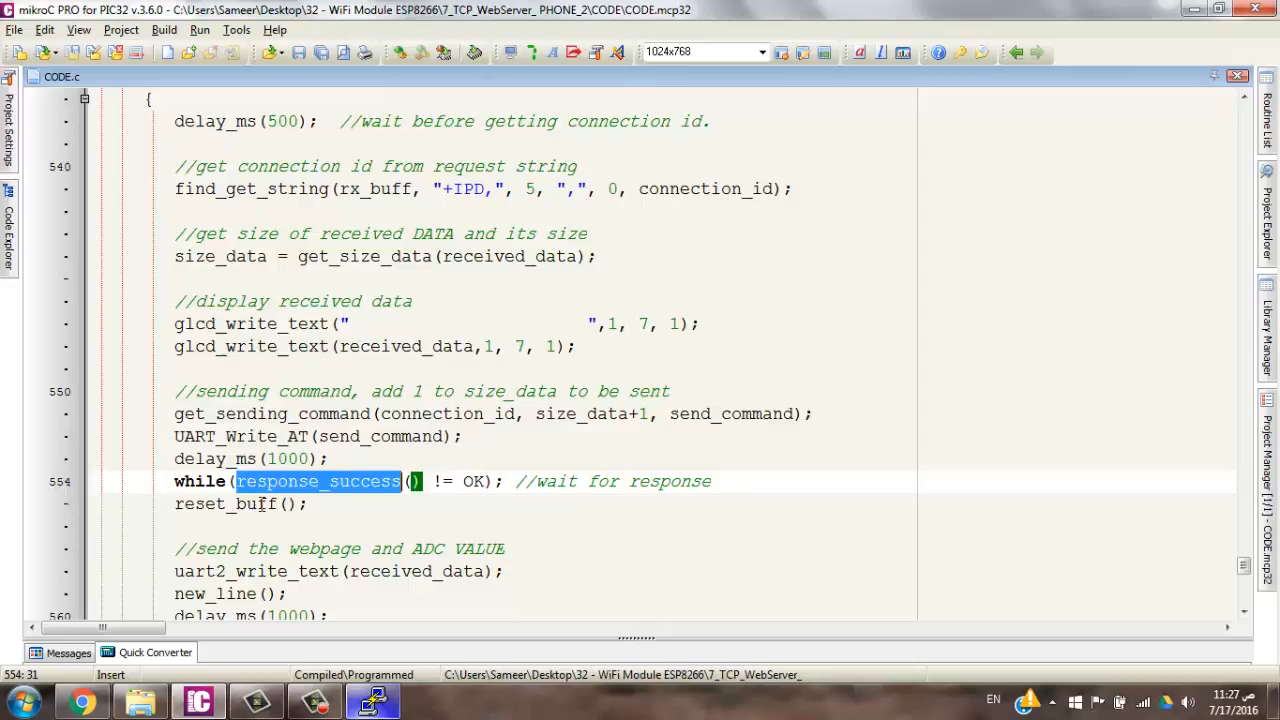 mikroC PRO for PIC32 v.3.6.0 - C:\Users\Sameer\Desktop\32 - WiFi Module ESP8266\7_TCP_WebServer_ PHONE_2\CODE\CODE.mcp32
File Edit View Project Build Run Tools Help
1024x768
CODE.c
{
delay_ms(500); //wait before getting connection id.
540 //get connection id from request string
find_get_string(rx_buff, "+IPD,", 5, ",", 0, connection_id);
//get size of received DATA and its size
size_data = get_size_data(received_data);
//display received data
glcd_write_text(" ",1, 7, 1);
glcd_write_text(received_data,1, 7, 1);
550 //sending command, add 1 to size_data to be sent
get_sending_command(connection_id, size_data+1, send_command);
UART_Write_AT(send_command);
delay_ms(1000);
554 while(response_success() != OK); //wait for response
reset_buff();
//send the webpage and ADC VALUE
uart2_write_text(received_data);
new_line();
560 delay_ms(1000);
Project Settings
Code Explorer
Routine List
Project Explorer
Library Manager
CODE.mcp32 - Project Explorer
Messages Quick Converter
554: 31 Insert Compiled/Programmed C:\Users\Sameer\Desktop\32 - WiFi Module ESP8266\7_TCP_WebServer_
EN
11:27 ص
7/17/2016